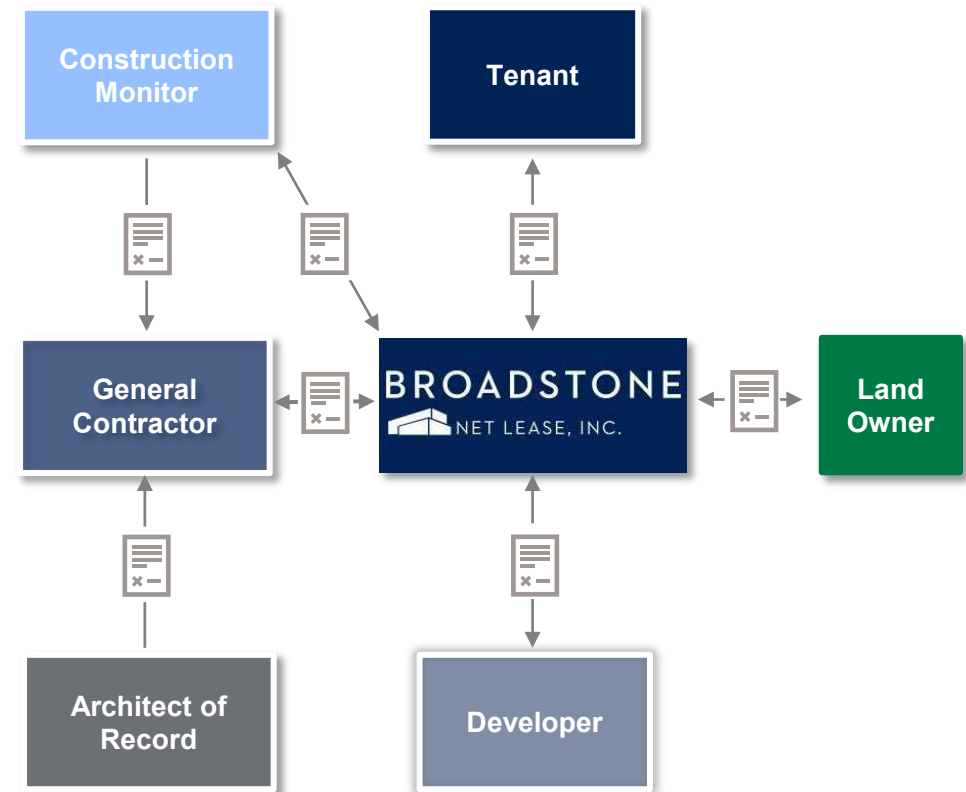 Construction
Monitor
Tenant
General
Contractor
BROADSTONE
NET LEASE, INC.
Land
Owner
Architect of
Record
Developer